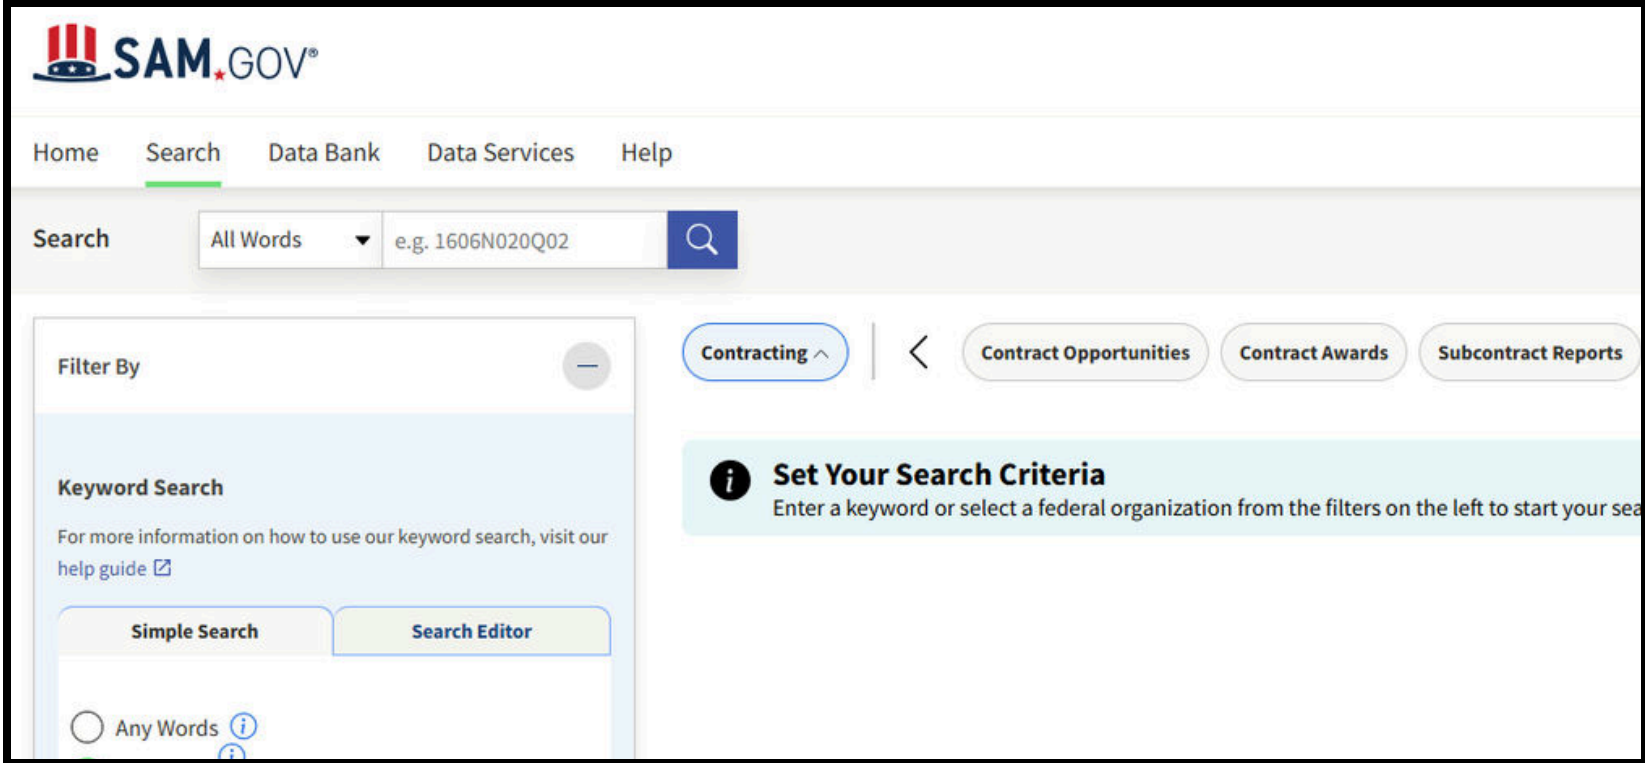 SAM.GOV®
Home Search Data Bank Data Services Help
Search All Words e.g. 1606N020Q02
Filter By
Keyword Search
For more information on how to use our keyword search, visit our
help guide
Simple Search Search Editor
Any Words
Contracting Contract Opportunities Contract Awards Subcontract Reports
Set Your Search Criteria
Enter a keyword or select a federal organization from the filters on the left to start your sea